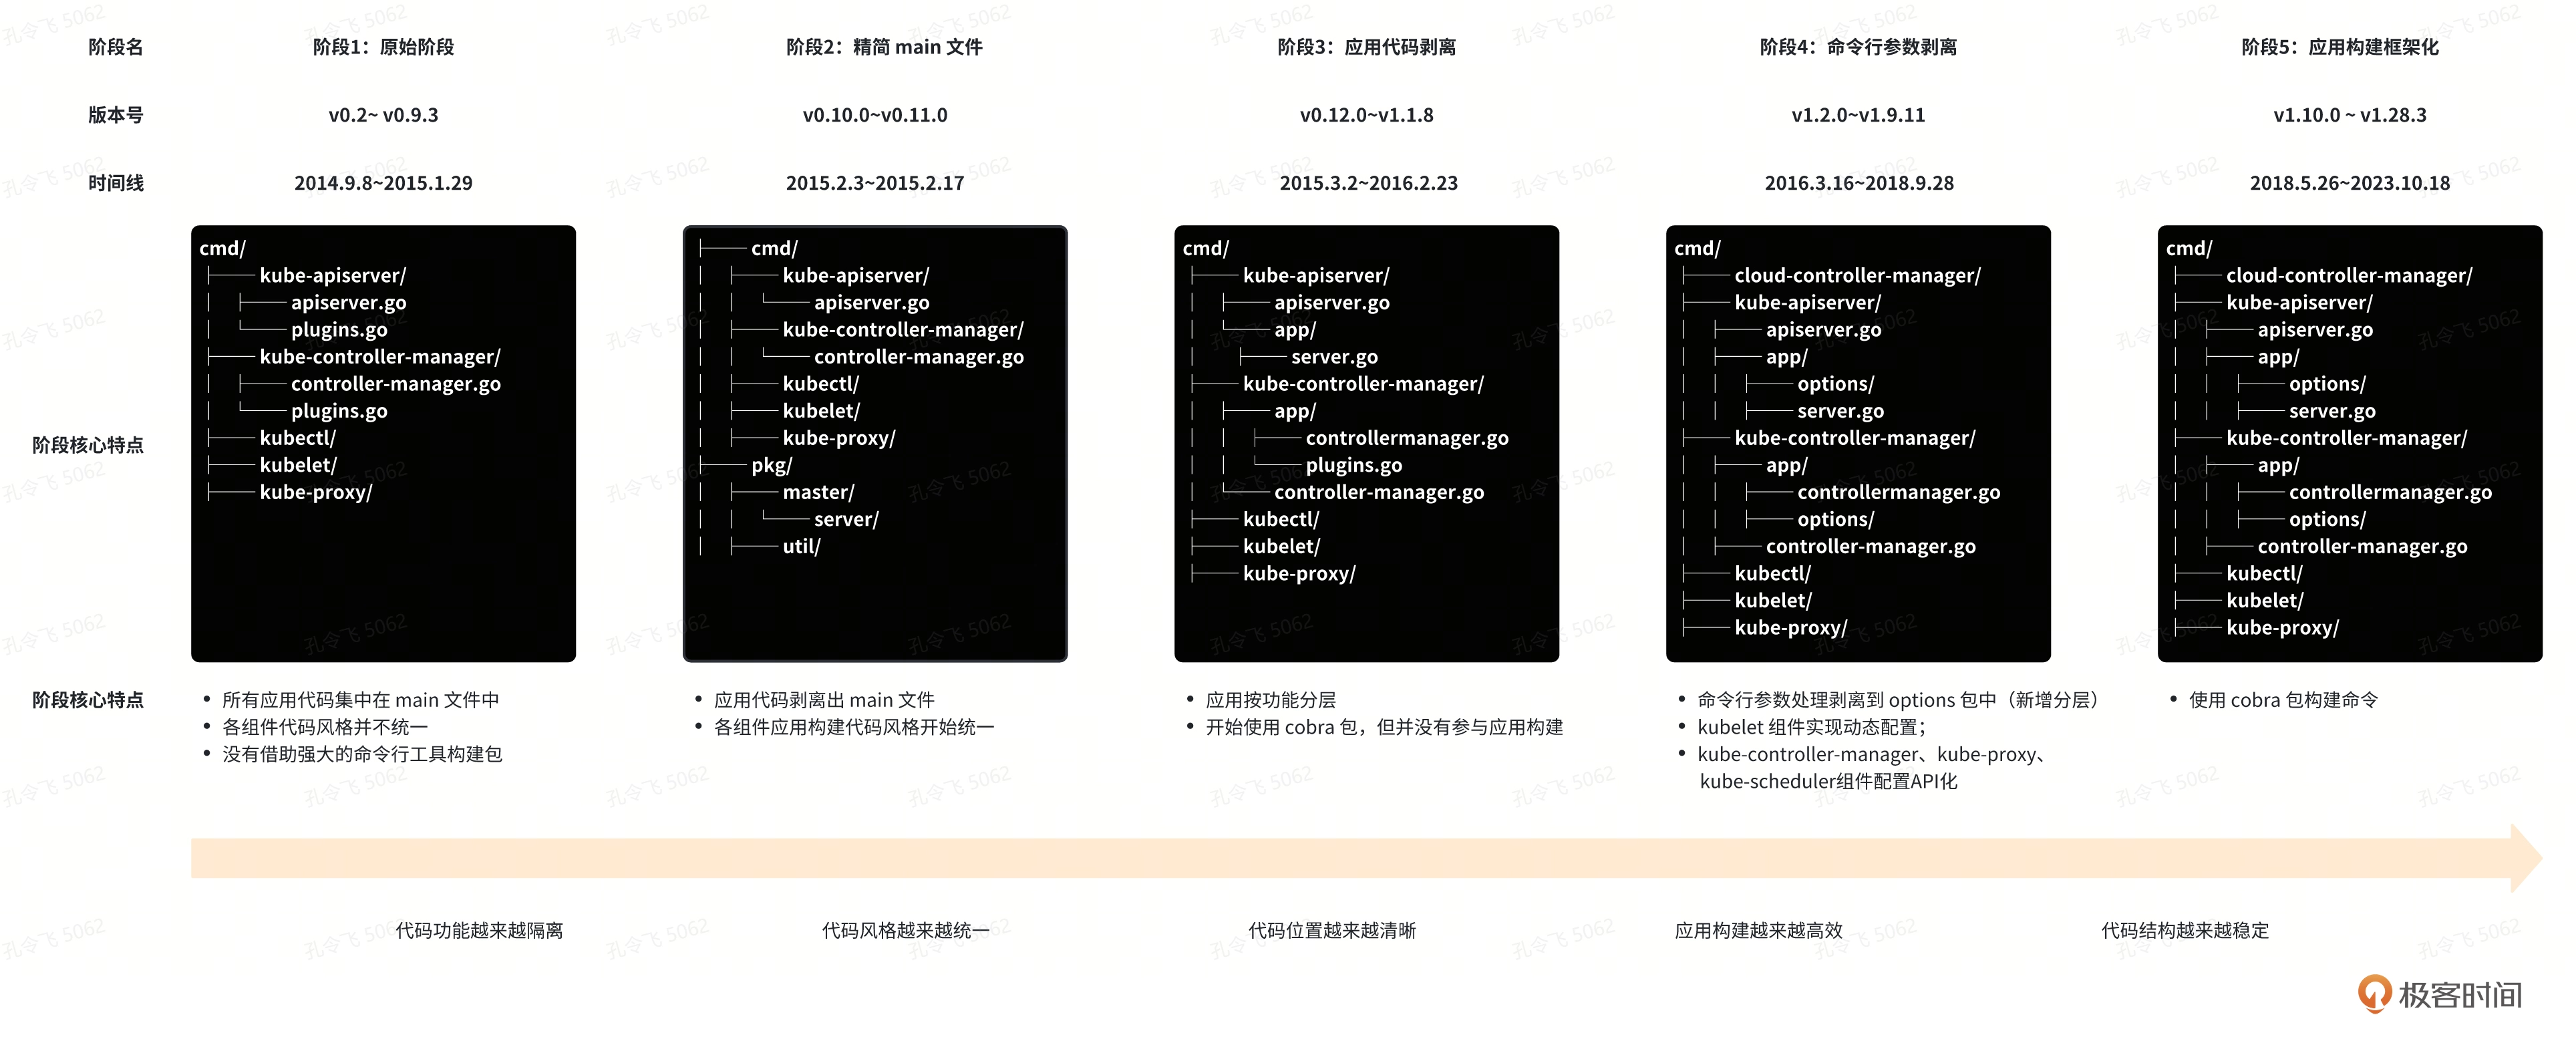 阶段名
阶段1：原始阶段
阶段2：精简 main 文件
阶段3：应用代码剥离
阶段4：命令行参数剥离
阶段5：应用构建框架化
版本号
v0.2~ v0.9.3
v0.10.0~v0.11.0
v0.12.0~v1.1.8
v1.2.0~v1.9.11
v1.10.0 ~ v1.28.3
时间线
2014.9.8~2015.1.29
2015.2.3~2015.2.17
2015.3.2~2016.2.23
2016.3.16~2018.9.28
2018.5.26~2023.10.18
阶段核心特点
cmd/
├── kube-apiserver/
│ ├── apiserver.go
│ └── plugins.go
├── kube-controller-manager/
│ ├── controller-manager.go
│ └── plugins.go
├── kubectl/
├── kubelet/
├── kube-proxy/
├── cmd/
│ ├── kube-apiserver/
│ │ └── apiserver.go
│ ├── kube-controller-manager/
│ │ └── controller-manager.go
│ ├── kubectl/
│ ├── kubelet/
│ ├── kube-proxy/
├── pkg/
│ ├── master/
│ │ └── server/
│ ├── util/
cmd/
├── kube-apiserver/
│ ├── apiserver.go
│ └── app/
│ ├── server.go
├── kube-controller-manager/
│ ├── app/
│ │ ├── controllermanager.go
│ │ └── plugins.go
│ └── controller-manager.go
├── kubectl/
├── kubelet/
├── kube-proxy/
cmd/
├── cloud-controller-manager/
├── kube-apiserver/
│ ├── apiserver.go
│ ├── app/
│ │ ├── options/
│ │ ├── server.go
├── kube-controller-manager/
│ ├── app/
│ │ ├── controllermanager.go
│ │ ├── options/
│ ├── controller-manager.go
├── kubectl/
├── kubelet/
├── kube-proxy/
cmd/
├── cloud-controller-manager/
├── kube-apiserver/
│ ├── apiserver.go
│ ├── app/
│ │ ├── options/
│ │ ├── server.go
├── kube-controller-manager/
│ ├── app/
│ │ ├── controllermanager.go
│ │ ├── options/
│ ├── controller-manager.go
├── kubectl/
├── kubelet/
├── kube-proxy/
阶段核心特点
• 所有应用代码集中在 main 文件中
• 各组件代码风格并不统一
• 没有借助强大的命令行工具构建包
• 应用代码剥离出 main 文件
• 各组件应用构建代码风格开始统一
• 应用按功能分层
• 开始使用 cobra 包，但并没有参与应用构建
• 命令行参数处理剥离到 options 包中（新增分层）
• kubelet 组件实现动态配置；
• kube-controller-manager、kube-proxy、
kube-scheduler组件配置API化
• 使用 cobra 包构建命令
代码功能越来越隔离
代码风格越来越统一
代码位置越来越清晰
应用构建越来越高效
代码结构越来越稳定
极客时间
孔令飞 5062